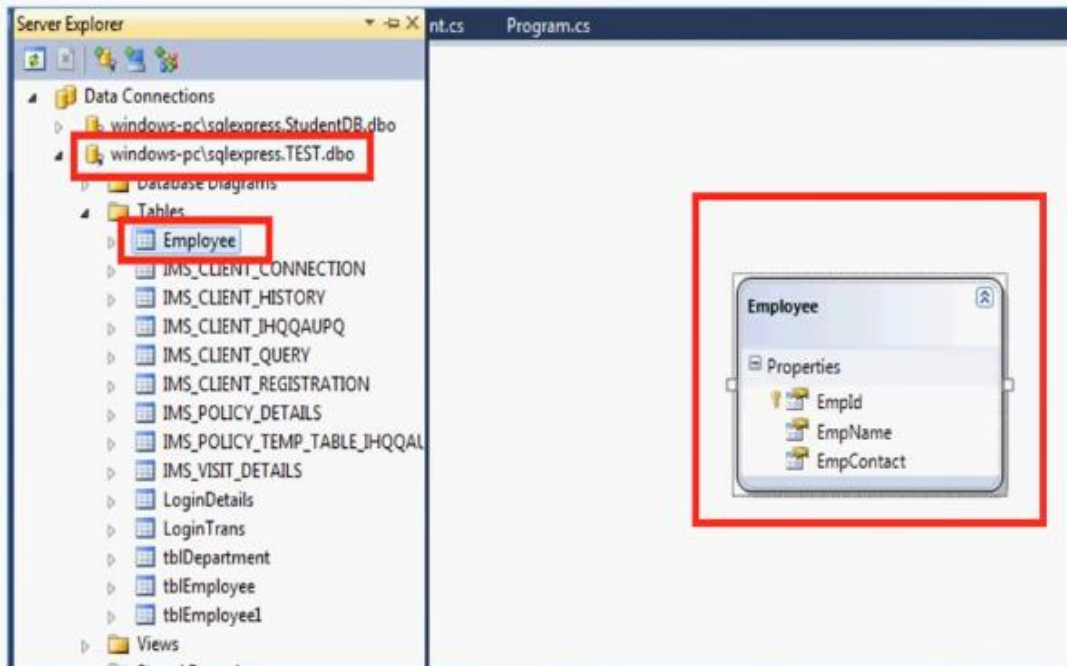 Server Explorer
nt.cs
Program.cs
Data Connections
windows-pc\sqlexpress.StudentDB.dbo
windows-pc\sqlexpress.TEST.dbo
Database Diagrams
Tables
Employee
IMS_CLIENT_CONNECTION
IMS_CLIENT_HISTORY
IMS_CLIENT_IHQQAUPQ
IMS_CLIENT_QUERY
IMS_CLIENT_REGISTRATION
IMS_POLICY_DETAILS
IMS_POLICY_TEMP_TABLE_IHQQAU
IMS_VISIT_DETAILS
LoginDetails
LoginTrans
tblDepartment
tblEmployee
tblEmployee1
Views
Employee
Properties
EmpId
EmpName
EmpContact